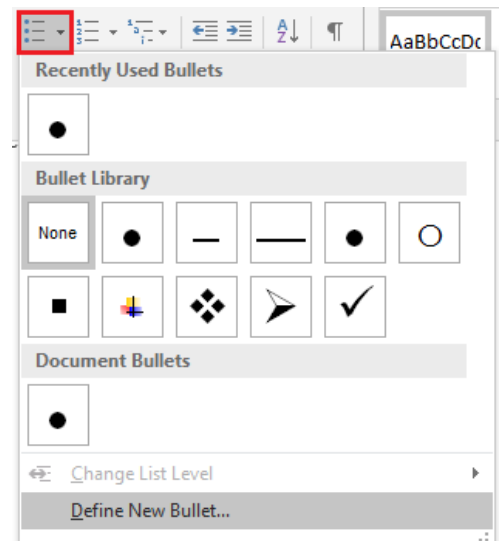 AaBbCcDc
Recently Used Bullets
Bullet Library
None
Document Bullets
Change List Level
Define New Bullet...